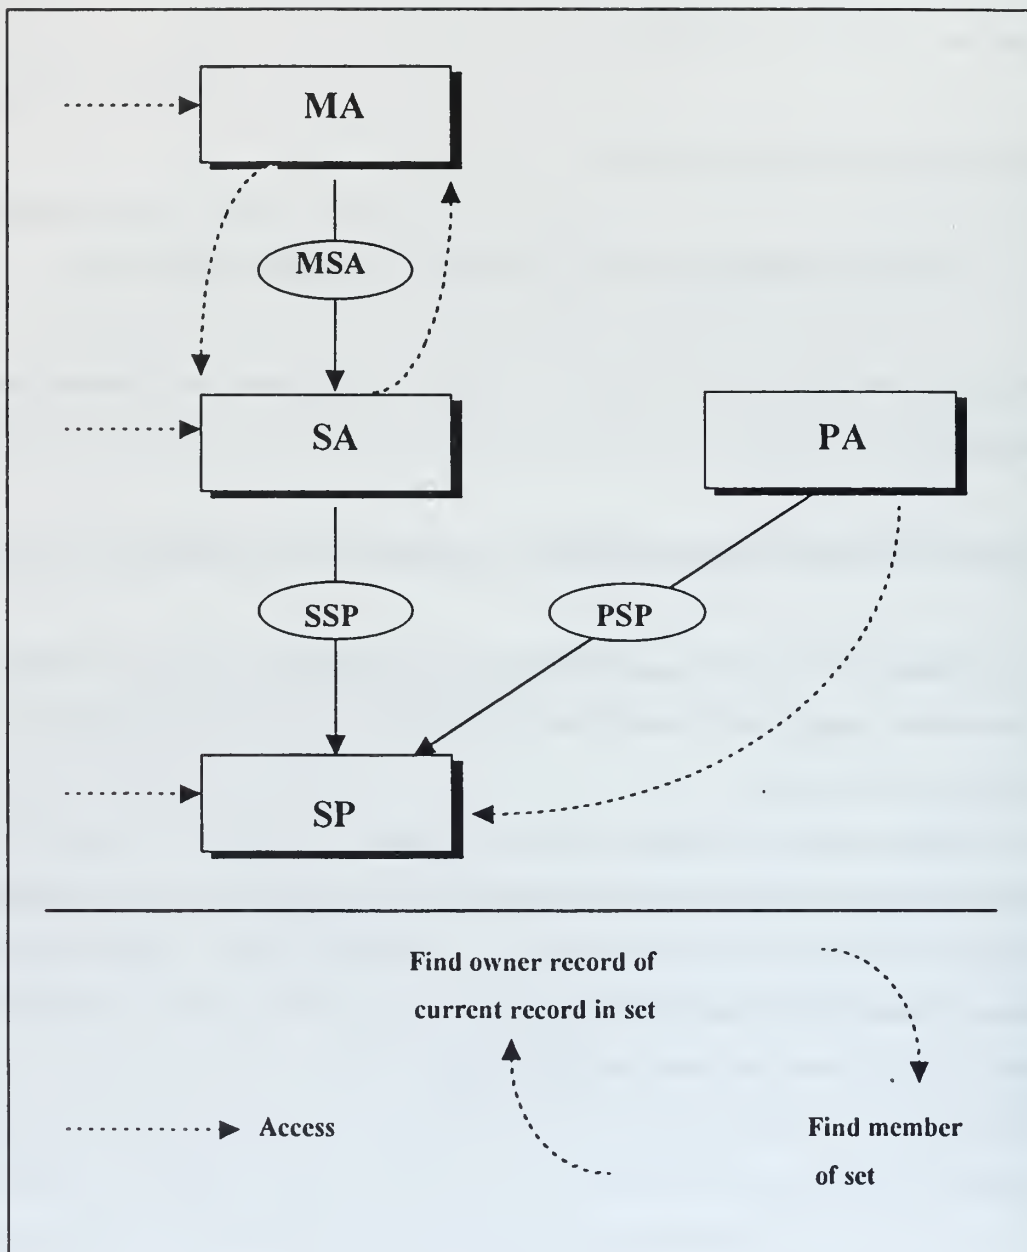 MA
MSA
SA
PA
SSP
PSP
SP
Find owner record of
current record in set
Access
Find member
of set